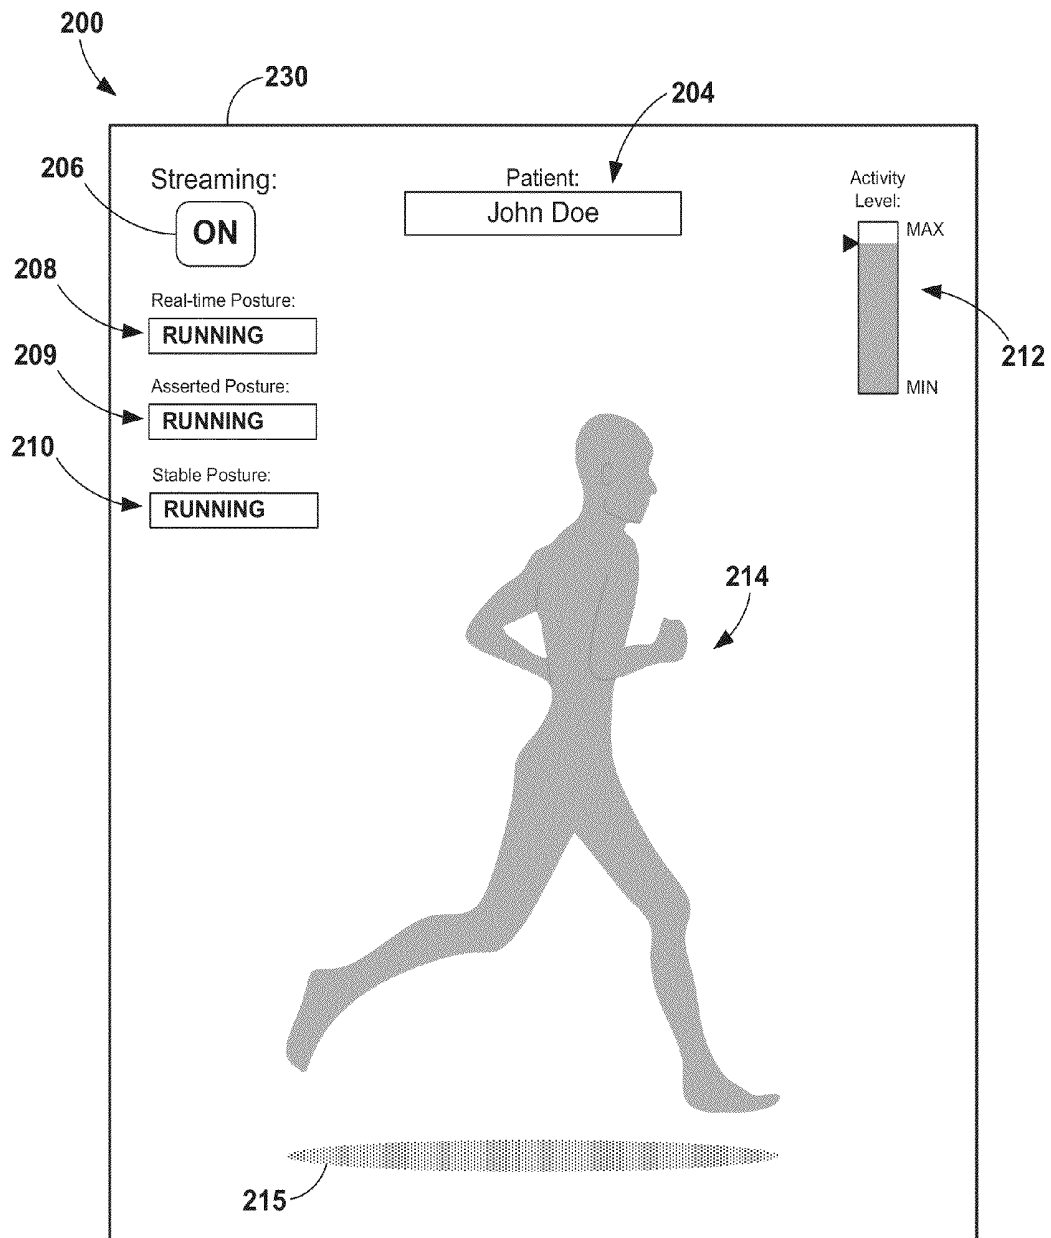 200
230
204
206
Streaming:
ON
Patient:
John Doe
Activity
Level:
MAX
MIN
212
208
Real-time Posture:
RUNNING
209
Asserted Posture:
RUNNING
210
Stable Posture:
RUNNING
214
215